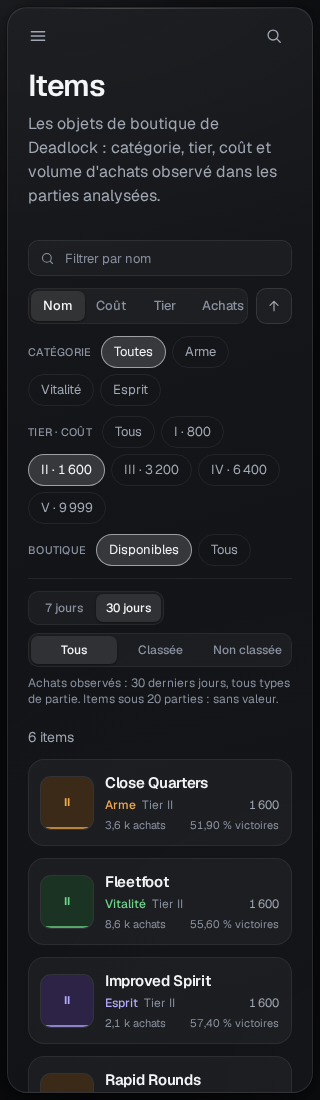 Items
Les objets de boutique de
Deadlock : catégorie, tier, coût et
volume d'achats observé dans les
parties analysées.
Filtrer par nom
Nom Coût Tier Achats ↑
CATÉGORIE Toutes Arme
Vitalité Esprit
TIER · COÛT Tous I · 800
II · 1 600 III · 3 200 IV · 6 400
V · 9 999
BOUTIQUE Disponibles Tous
7 jours 30 jours
Tous Classée Non classée
Achats observés : 30 derniers jours, tous types
de partie. Items sous 20 parties : sans valeur.
6 items
Close Quarters
II Arme Tier II 1 600
3,6 k achats 51,90 % victoires
Fleetfoot
II Vitalité Tier II 1 600
8,6 k achats 55,60 % victoires
Improved Spirit
II Esprit Tier II 1 600
2,1 k achats 57,40 % victoires
Rapid Rounds